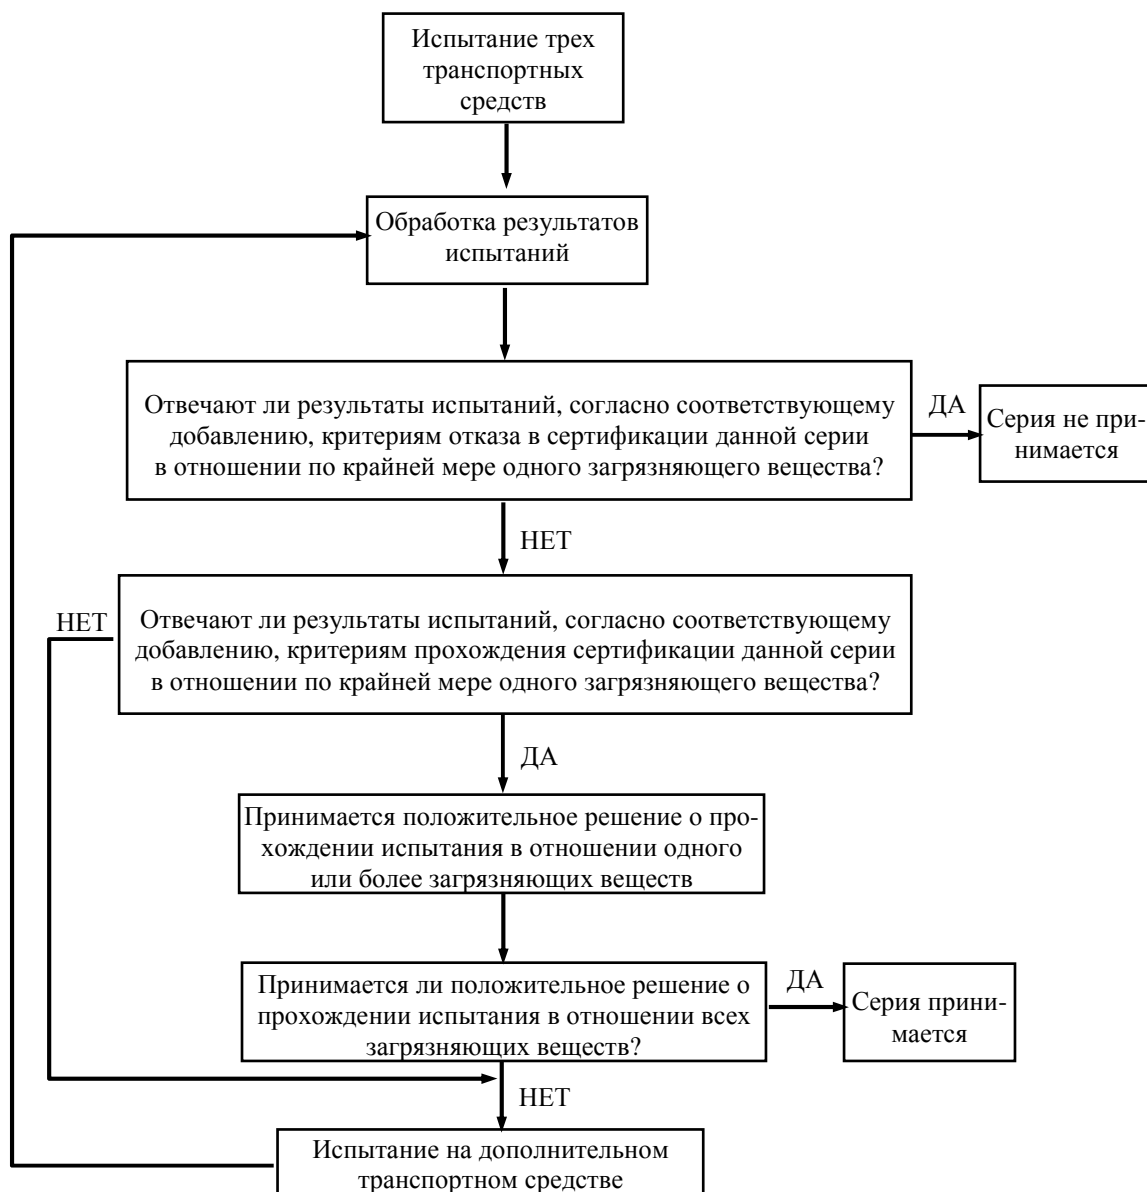 Испытание трех
транспортных
средств
Обработка результатов
испытаний
Отвечают ли результаты испытаний, согласно соответствующему
добавлению, критериям отказа в сертификации данной серии
в отношении по крайней мере одного загрязняющего вещества?
ДА
Серия не при-
нимается
НЕТ
НЕТ
Отвечают ли результаты испытаний, согласно соответствующему
добавлению, критериям прохождения сертификации данной серии
в отношении по крайней мере одного загрязняющего вещества?
ДА
Принимается положительное решение о про-
хождении испытания в отношении одного
или более загрязняющих веществ
Принимается ли положительное решение о
прохождении испытания в отношении всех
загрязняющих веществ?
ДА
Серия прини-
мается
НЕТ
Испытание на дополнительном
транспортном средстве